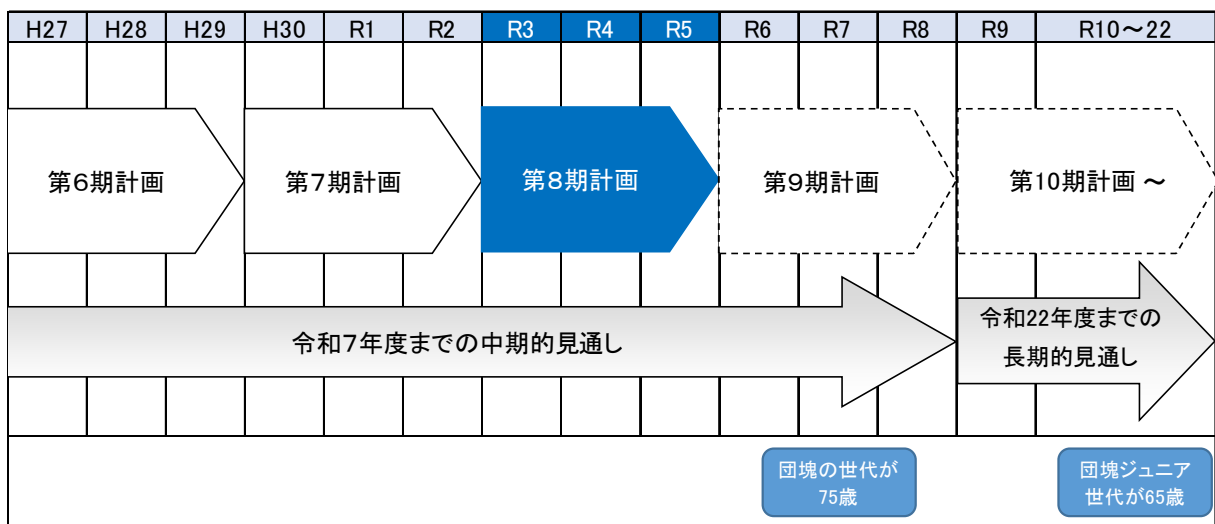 H27 H28 H29 H30 R1 R2 R3 R4 R5 R6 R7 R8 R9 R10～22
第6期計画 第7期計画 第8期計画 第9期計画 第10期計画 ～
令和7年度までの中期的見通し
令和22年度までの
長期的見通し
団塊の世代が
75歳
団塊ジュニア
世代が65歳